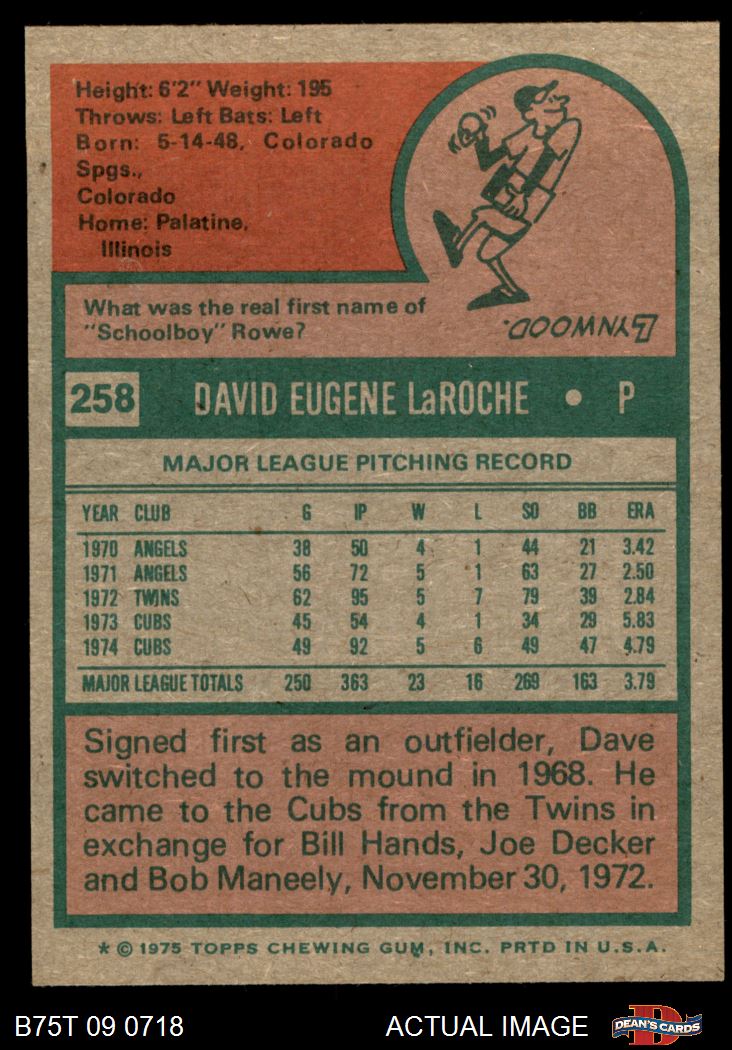 Height: 6'2" Weight: 195
Throws: Left Bats: Left
Born: 5-14-48, Colorado
Spgs.,
Colorado
Home: Palatine,
Illinois
What was the real first name of
"Schoolboy" Rowe?
LYNWOOD.
258 DAVID EUGENE LaROCHE • P
MAJOR LEAGUE PITCHING RECORD
YEAR CLUB G IP W L SO BB ERA
1970 ANGELS 38 50 4 1 44 21 3.42
1971 ANGELS 56 72 5 1 63 27 2.50
1972 TWINS 62 95 5 7 79 39 2.84
1973 CUBS 45 54 4 1 34 29 5.83
1974 CUBS 49 92 5 6 49 47 4.79
MAJOR LEAGUE TOTALS 250 363 23 16 269 163 3.79
Signed first as an outfielder, Dave
switched to the mound in 1968. He
came to the Cubs from the Twins in
exchange for Bill Hands, Joe Decker
and Bob Maneely, November 30, 1972.
* © 1975 TOPPS CHEWING GUM, INC. PRTD IN U.S.A.
B75T 09 0718 ACTUAL IMAGE D DEAN'S CARDS